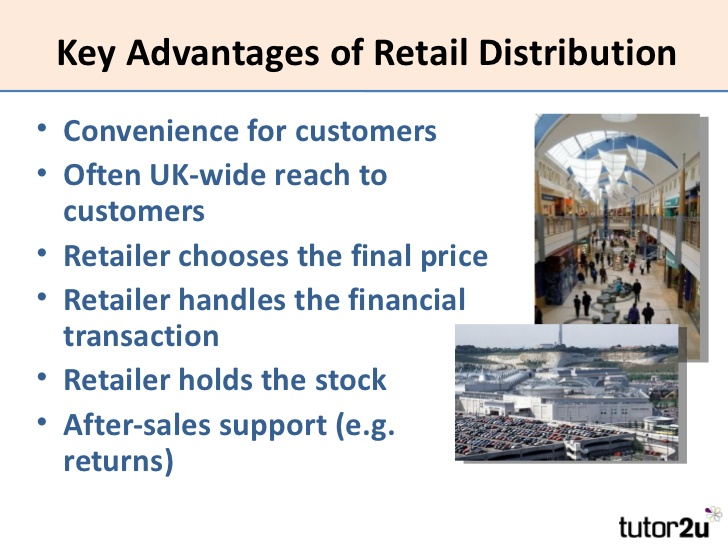 Key Advantages of Retail Distribution
• Convenience for customers
• Often UK-wide reach to
customers
• Retailer chooses the final price
• Retailer handles the financial
transaction
• Retailer holds the stock
• After-sales support (e.g.
returns)
tutor2u